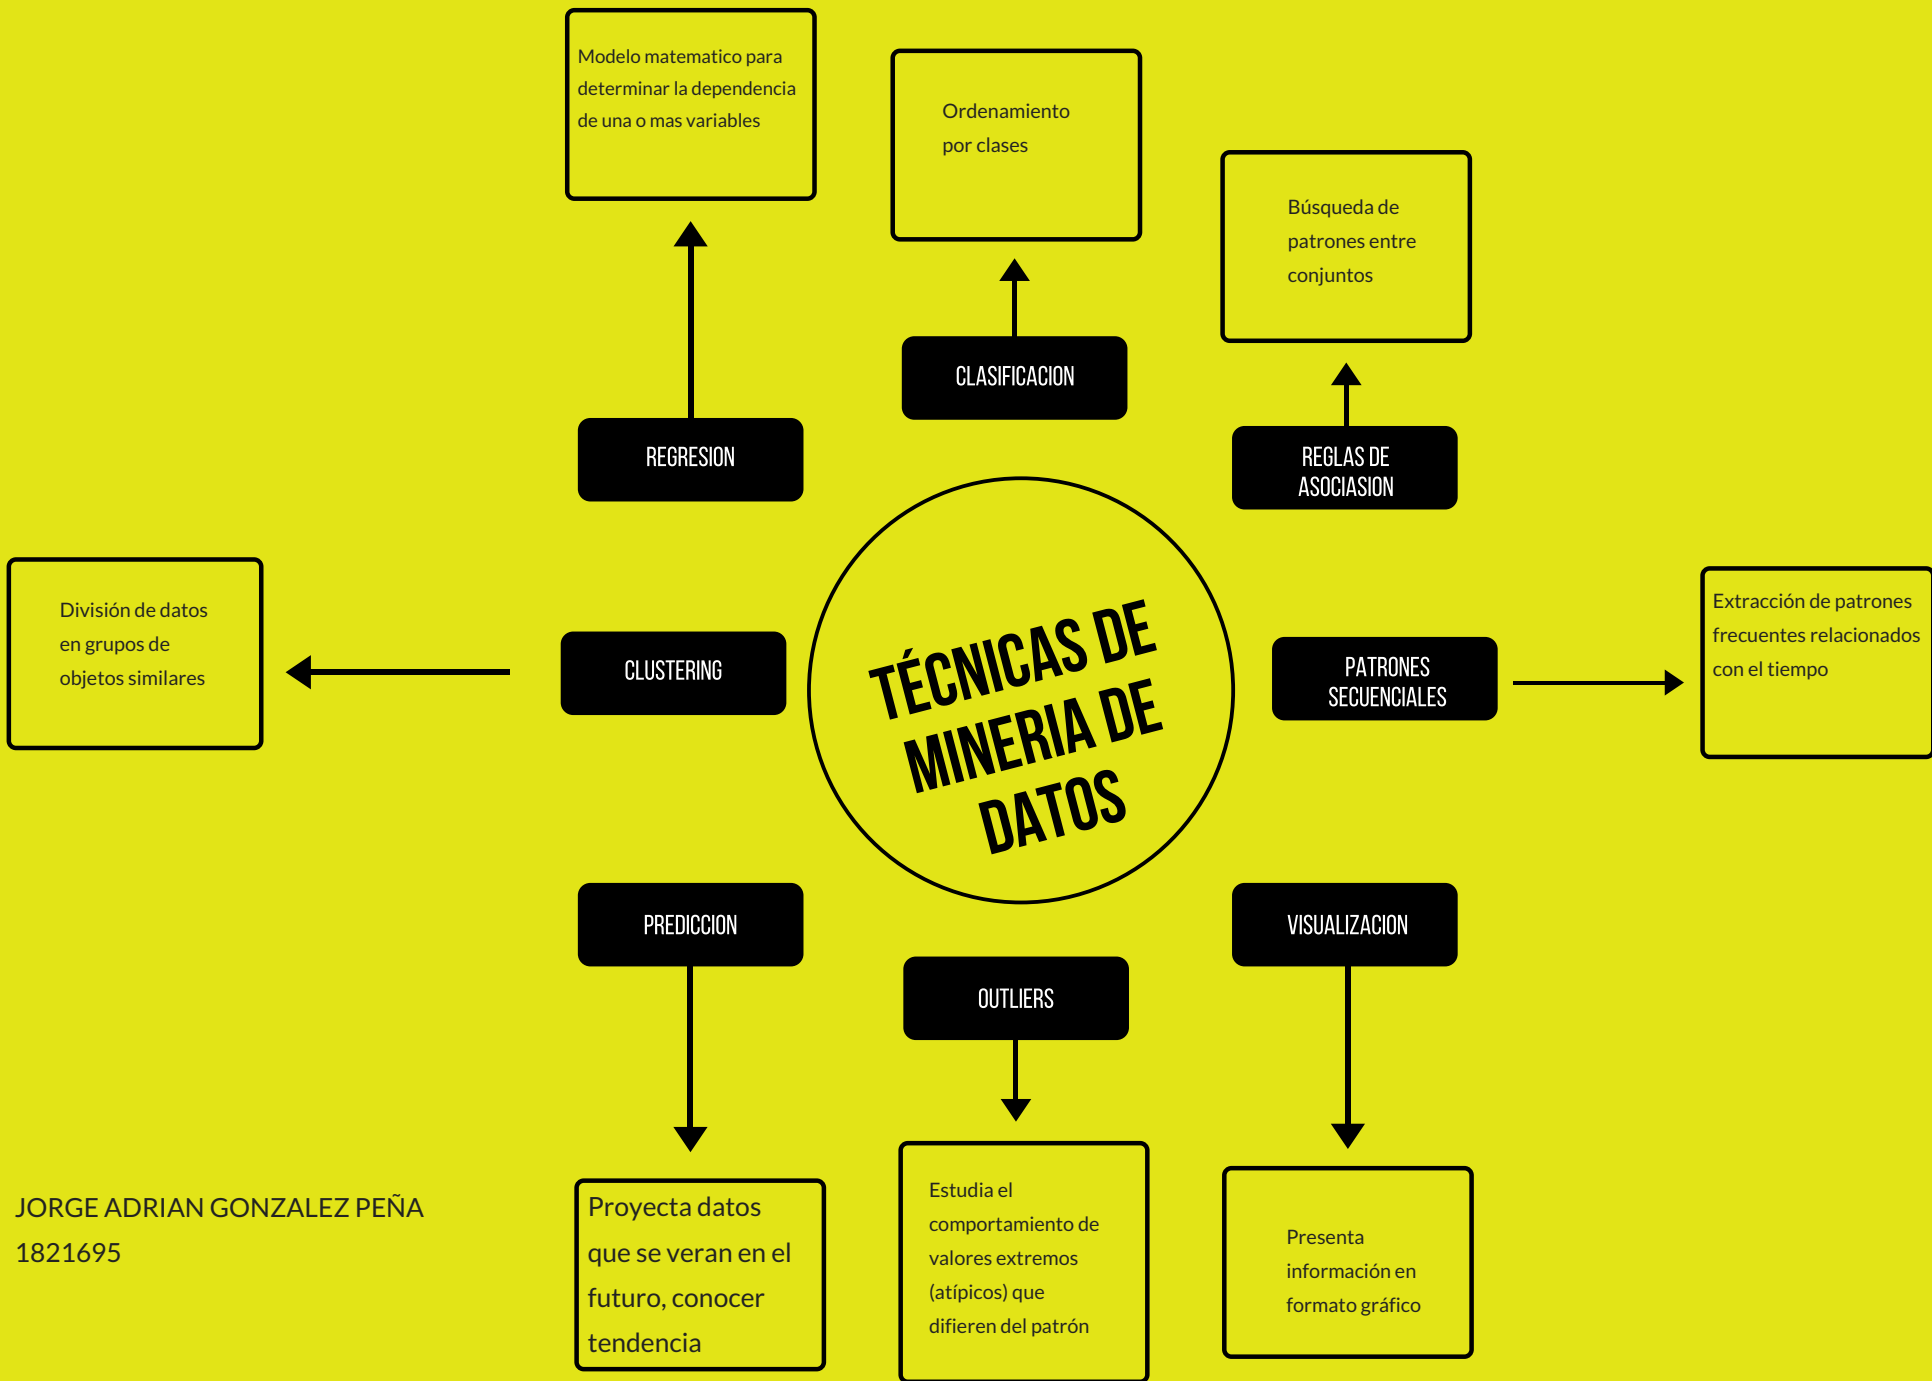 Modelo matematico para
determinar la dependencia
de una o mas variables
Ordenamiento
por clases
Búsqueda de
patrones entre
conjuntos
CLASIFICACION
REGRESION
REGLAS DE
ASOCIASION
División de datos
en grupos de
objetos similares
CLUSTERING
TÉCNICAS DE
MINERIA DE
DATOS
PATRONES
SECUENCIALES
Extracción de patrones
frecuentes relacionados
con el tiempo
PREDICCION
OUTLIERS
VISUALIZACION
JORGE ADRIAN GONZALEZ PEÑA
1821695
Proyecta datos
que se veran en el
futuro, conocer
tendencia
Estudia el
comportamiento de
valores extremos
(atípicos) que
difieren del patrón
Presenta
información en
formato gráfico